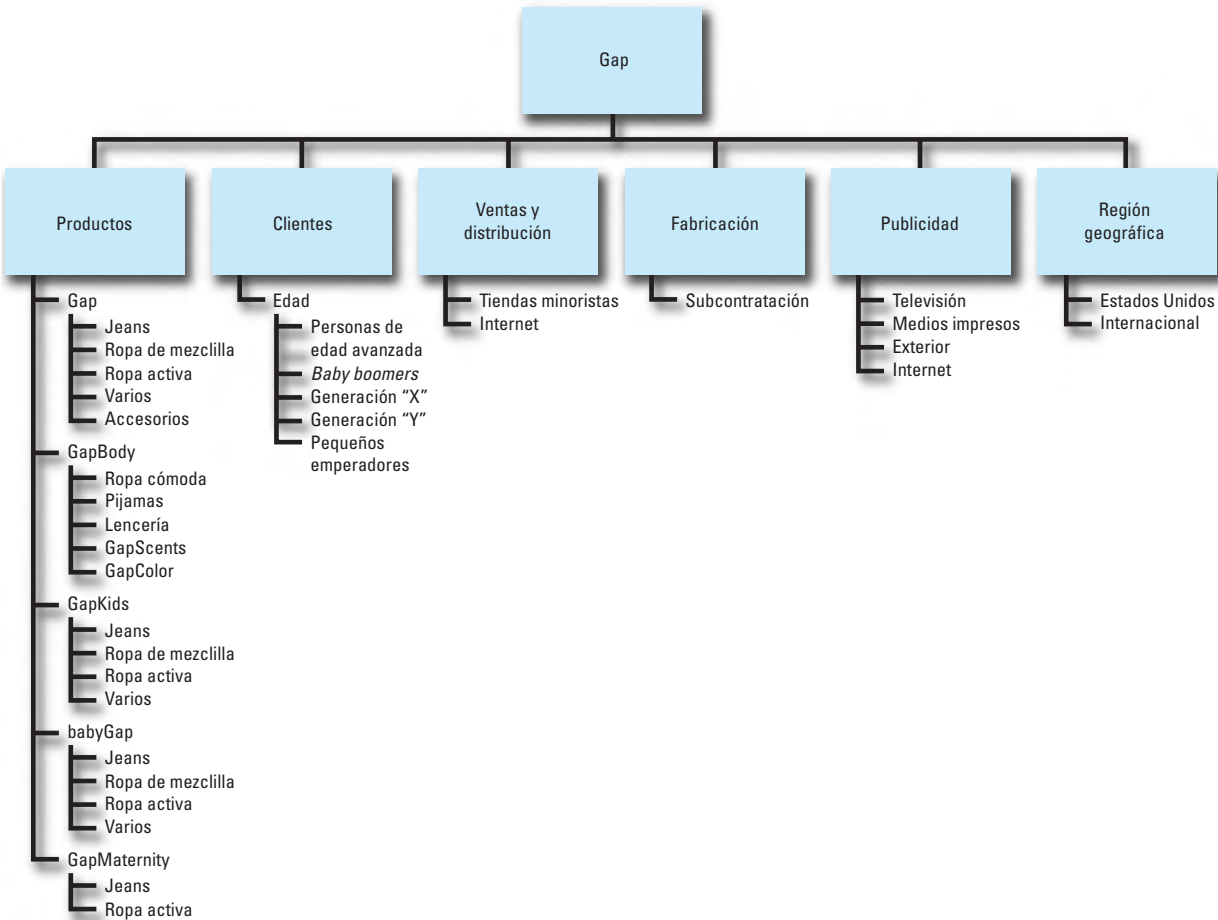 Gap
Productos
Clientes
Ventas y
distribución
Fabricación
Publicidad
Región
geográfica
Gap
Jeans
Ropa de mezclilla
Ropa activa
Varios
Accesorios
GapBody
Ropa cómoda
Pijamas
Lencería
GapScents
GapColor
GapKids
Jeans
Ropa de mezclilla
Ropa activa
Varios
babyGap
Jeans
Ropa de mezclilla
Ropa activa
Varios
GapMaternity
Jeans
Ropa activa
Edad
Personas de
edad avanzada
Baby boomers
Generación “X”
Generación “Y”
Pequeños
emperadores
Tiendas minoristas
Internet
Subcontratación
Televisión
Medios impresos
Exterior
Internet
Estados Unidos
Internacional